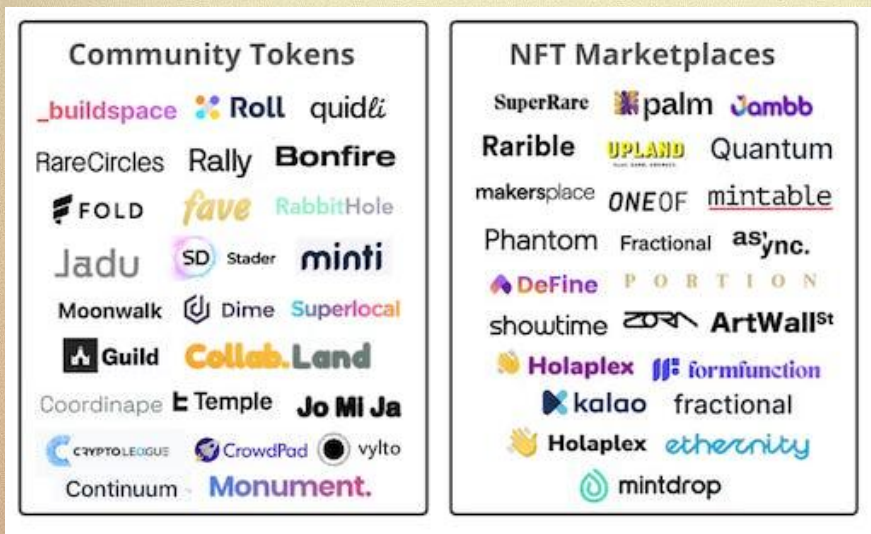 Community Tokens
_buildspace Roll quidli
RareCircles Rally Bonfire
FOLD fave RabbitHole
Jadu SD Stader minti
Moonwalk Dime Superlocal
Guild Collab.Land
Coordinape Temple Jo Mi Ja
CRYPTOLEAGUE CrowdPad vylto
Continuum Monument.
NFT Marketplaces
SuperRare palm Jambb
Rarible UPLAND Quantum
makersplace ONEOF mintable
Phantom Fractional async.
DeFine PORTION
showtime ZORA ArtWallSt
Holaplex formfunction
kalao fractional
Holaplex ethernity
mintdrop